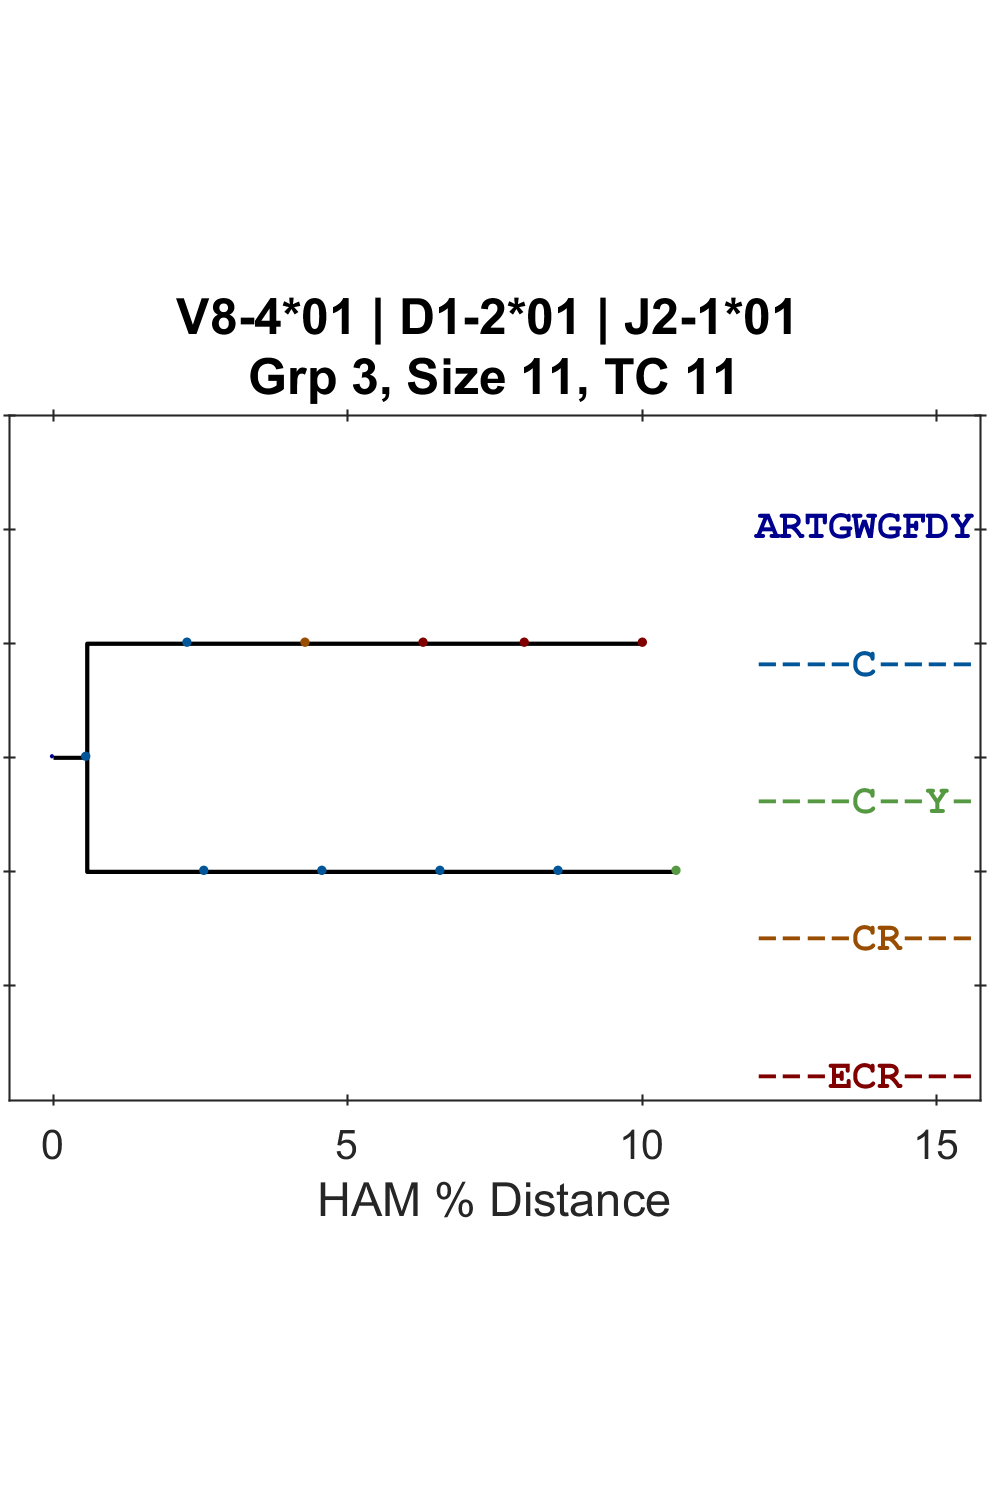 V8-4*01 | D1-2*01 | J2-1*01
Grp 3, Size 11, TC 11
ARTGWGFDY
----C----
----C--Y-
----CR---
---ECR---
0 5 10 15
HAM % Distance